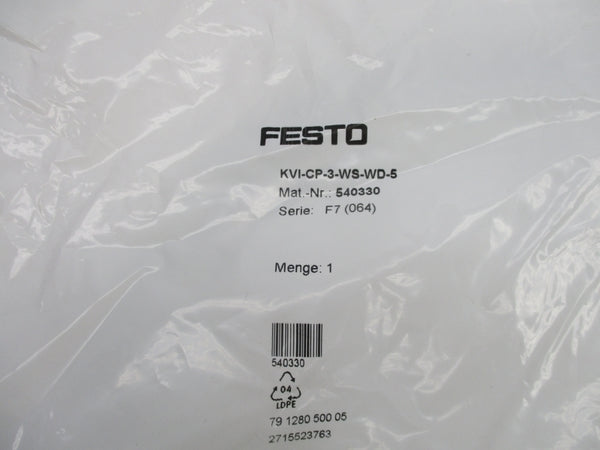 FESTO
KVI-CP-3-WS-WD-5
Mat.-Nr.: 540330
Serie: F7 (064)
Menge: 1
540330
04
LDPE
79 1280 500 05
2715523763